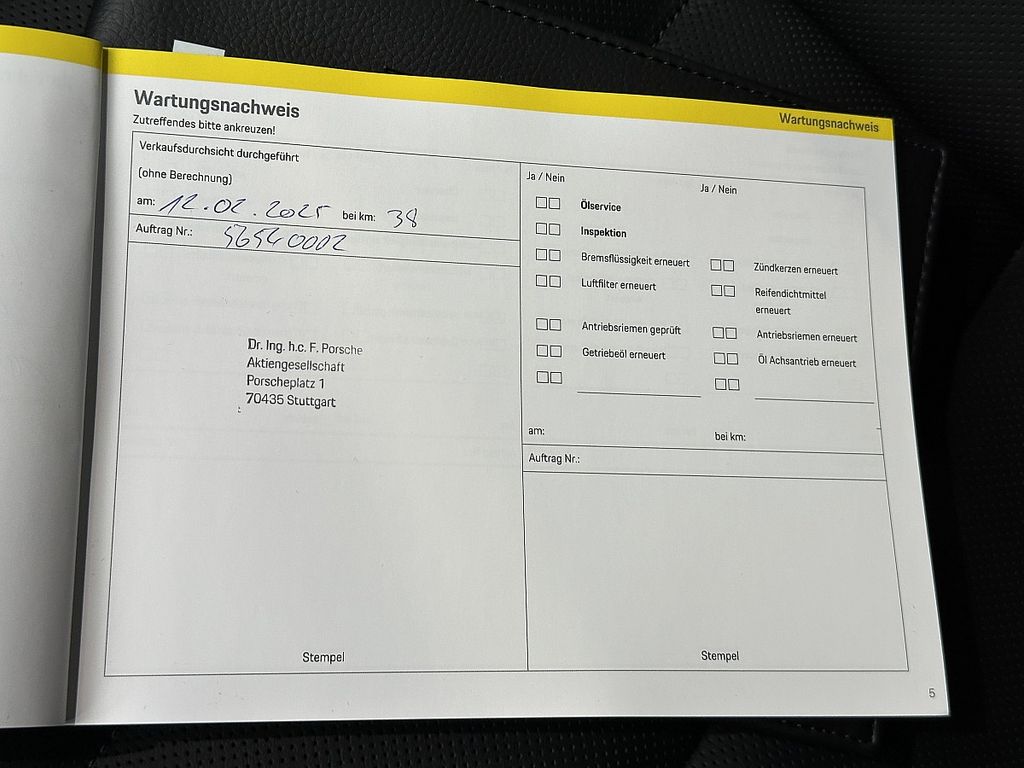 Wartungsnachweis
Wartungsnachweis
Zutreffendes bitte ankreuzen!
Verkaufsdurchsicht durchgeführt
(ohne Berechnung)
am: 12.02.2025 bei km: 38
Auftrag Nr.: 56540002
Dr. Ing. h.c. F. Porsche
Aktiengesellschaft
Porscheplatz 1
70435 Stuttgart
Stempel
Ja / Nein
Ja / Nein
Ölservice
Inspektion
Bremsflüssigkeit erneuert
Zündkerzen erneuert
Luftfilter erneuert
Reifendichtmittel
erneuert
Antriebsriemen geprüft
Antriebsriemen erneuert
Getriebeöl erneuert
Öl Achsantrieb erneuert
am: bei km:
Auftrag Nr.:
Stempel
5